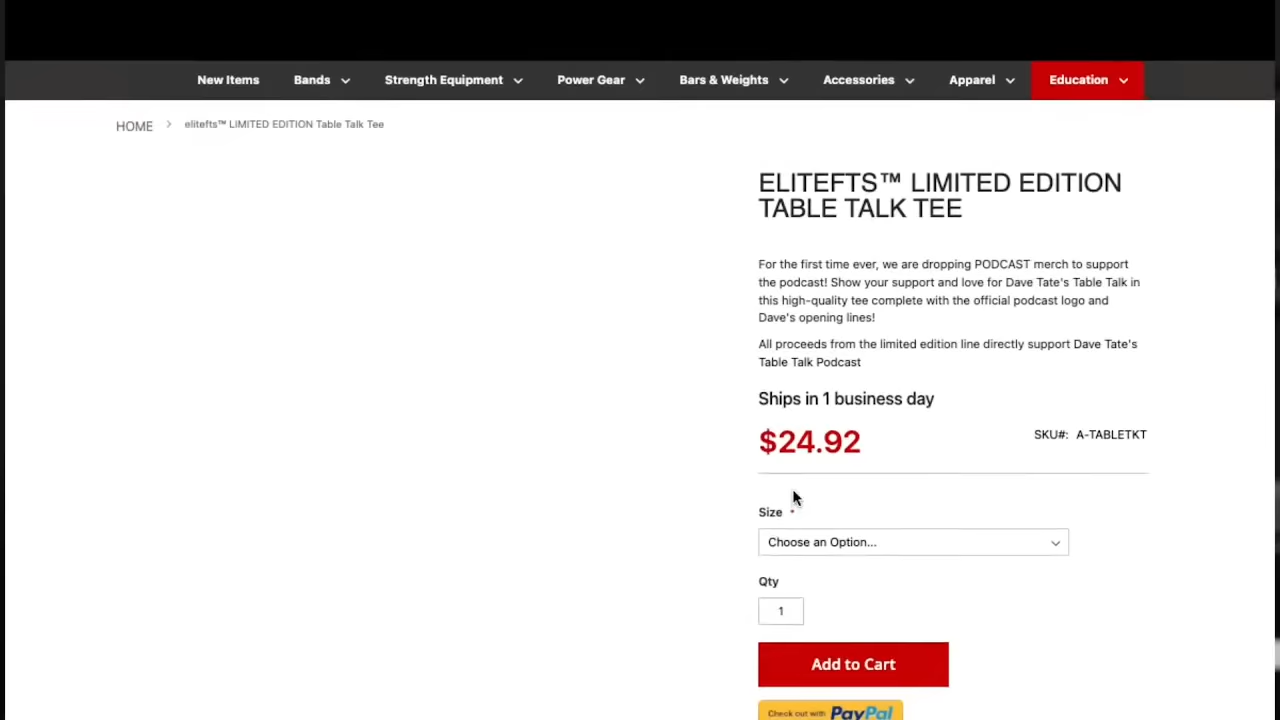 New Items Bands Strength Equipment Power Gear Bars & Weights Accessories Apparel Education
HOME elitefts™ LIMITED EDITION Table Talk Tee
ELITEFTS™ LIMITED EDITION
TABLE TALK TEE
For the first time ever, we are dropping PODCAST merch to support
the podcast! Show your support and love for Dave Tate's Table Talk in
this high-quality tee complete with the official podcast logo and
Dave's opening lines!
All proceeds from the limited edition line directly support Dave Tate's
Table Talk Podcast
Ships in 1 business day
$24.92 SKU#: A-TABLETKT
Size *
Choose an Option...
Qty
1
Add to Cart
Check out with PayPal